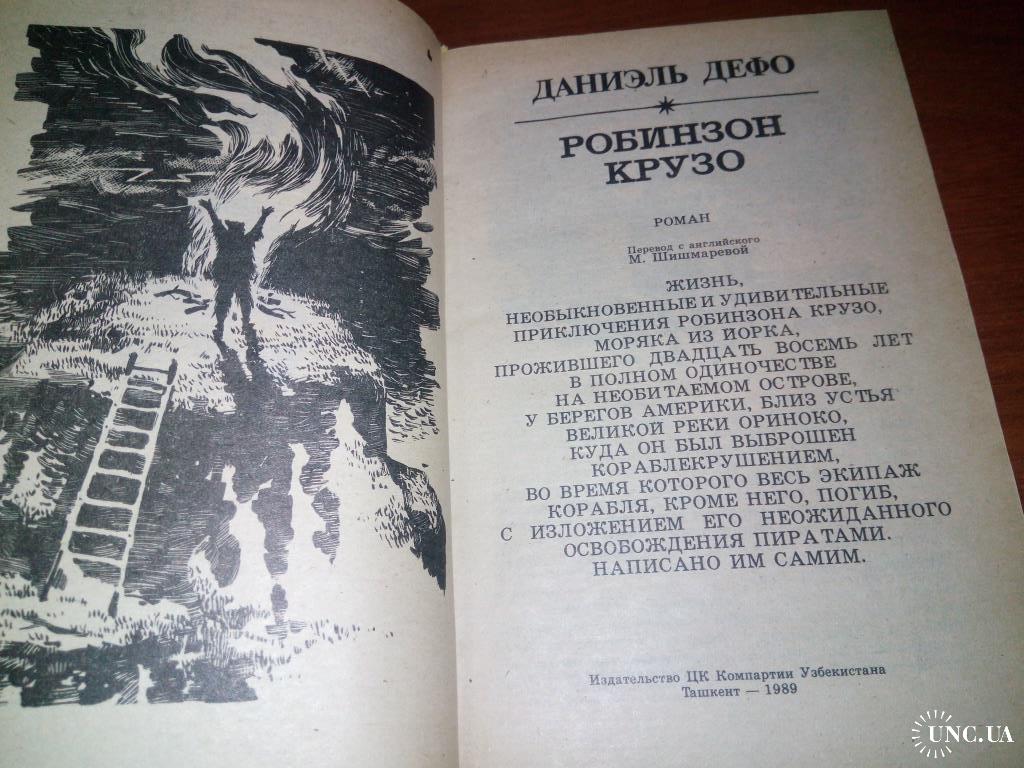 ДАНИЭЛЬ ДЕФО
РОБИНЗОН
КРУЗО
РОМАН
Перевод с английского
М. Шишмаревой
ЖИЗНЬ,
НЕОБЫКНОВЕННЫЕ И УДИВИТЕЛЬНЫЕ
ПРИКЛЮЧЕНИЯ РОБИНЗОНА КРУЗО,
МОРЯКА ИЗ ЙОРКА,
ПРОЖИВШЕГО ДВАДЦАТЬ ВОСЕМЬ ЛЕТ
В ПОЛНОМ ОДИНОЧЕСТВЕ
НА НЕОБИТАЕМОМ ОСТРОВЕ,
У БЕРЕГОВ АМЕРИКИ, БЛИЗ УСТЬЯ
ВЕЛИКОЙ РЕКИ ОРИНОКО,
КУДА ОН БЫЛ ВЫБРОШЕН
КОРАБЛЕКРУШЕНИЕМ,
ВО ВРЕМЯ КОТОРОГО ВЕСЬ ЭКИПАЖ
КОРАБЛЯ, КРОМЕ НЕГО, ПОГИБ,
С ИЗЛОЖЕНИЕМ ЕГО НЕОЖИДАННОГО
ОСВОБОЖДЕНИЯ ПИРАТАМИ.
НАПИСАНО ИМ САМИМ.
Издательство ЦК Компартии Узбекистана
Ташкент — 1989
UNC.UA